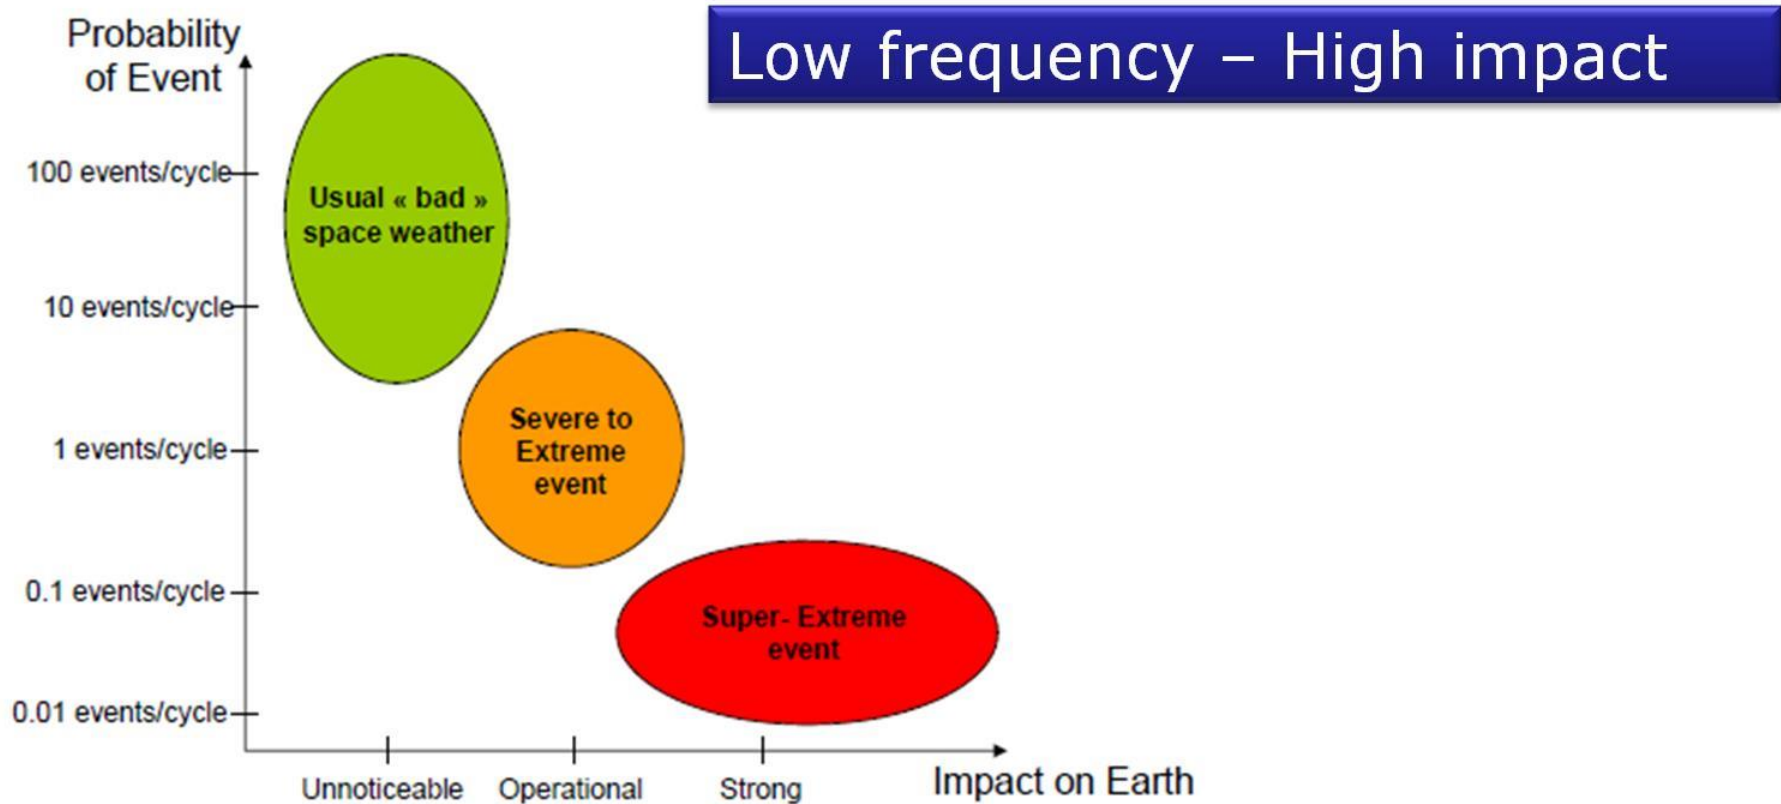 Probability
of Event
Low frequency – High impact
100 events/cycle
Usual « bad »
space weather
10 events/cycle
Severe to
Extreme
event
1 events/cycle
0.1 events/cycle
Super- Extreme
event
0.01 events/cycle
Unnoticeable
Operational
Strong
Impact on Earth